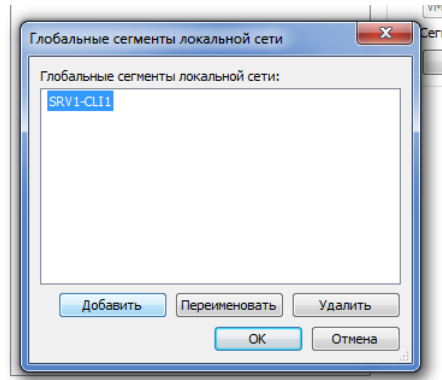 Глобальные сегменты локальной сети
Глобальные сегменты локальной сети:
SRV1-CLI1
Добавить
Переименовать
Удалить
OK
Отмена